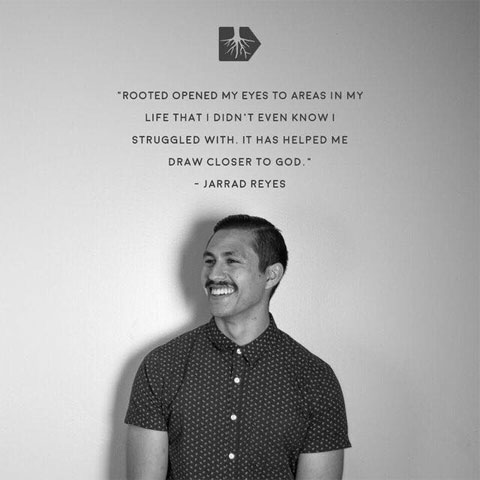 "ROOTED OPENED MY EYES TO AREAS IN MY
LIFE THAT I DIDN'T EVEN KNOW I
STRUGGLED WITH. IT HAS HELPED ME
DRAW CLOSER TO GOD."
- JARRAD REYES